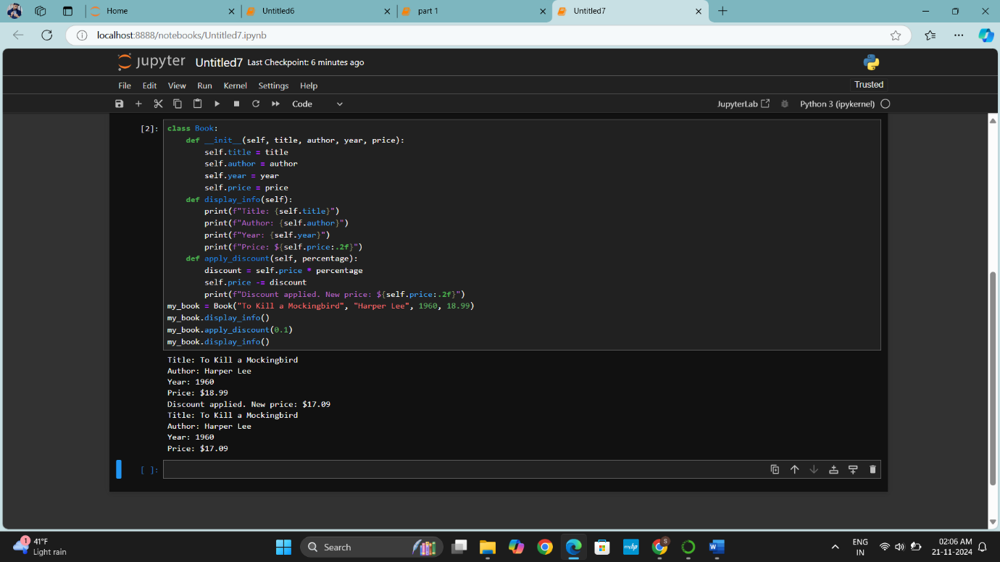 Home
Untitled6
part 1
Untitled7
localhost:8888/notebooks/Untitled7.ipynb
jupyter Untitled7 Last Checkpoint: 6 minutes ago
File Edit View Run Kernel Settings Help
Trusted
Code
JupyterLab
Python 3 (ipykernel)
[2]:
class Book:
    def __init__(self, title, author, year, price):
        self.title = title
        self.author = author
        self.year = year
        self.price = price
    def display_info(self):
        print(f"Title: {self.title}")
        print(f"Author: {self.author}")
        print(f"Year: {self.year}")
        print(f"Price: ${self.price:.2f}")
    def apply_discount(self, percentage):
        discount = self.price * percentage
        self.price -= discount
        print(f"Discount applied. New price: ${self.price:.2f}")
my_book = Book("To Kill a Mockingbird", "Harper Lee", 1960, 18.99)
my_book.display_info()
my_book.apply_discount(0.1)
my_book.display_info()
Title: To Kill a Mockingbird
Author: Harper Lee
Year: 1960
Price: $18.99
Discount applied. New price: $17.09
Title: To Kill a Mockingbird
Author: Harper Lee
Year: 1960
Price: $17.09
[ ]:
1
41°F
Light rain
Search
myhp
S
W
ENG
IN
02:06 AM
21-11-2024